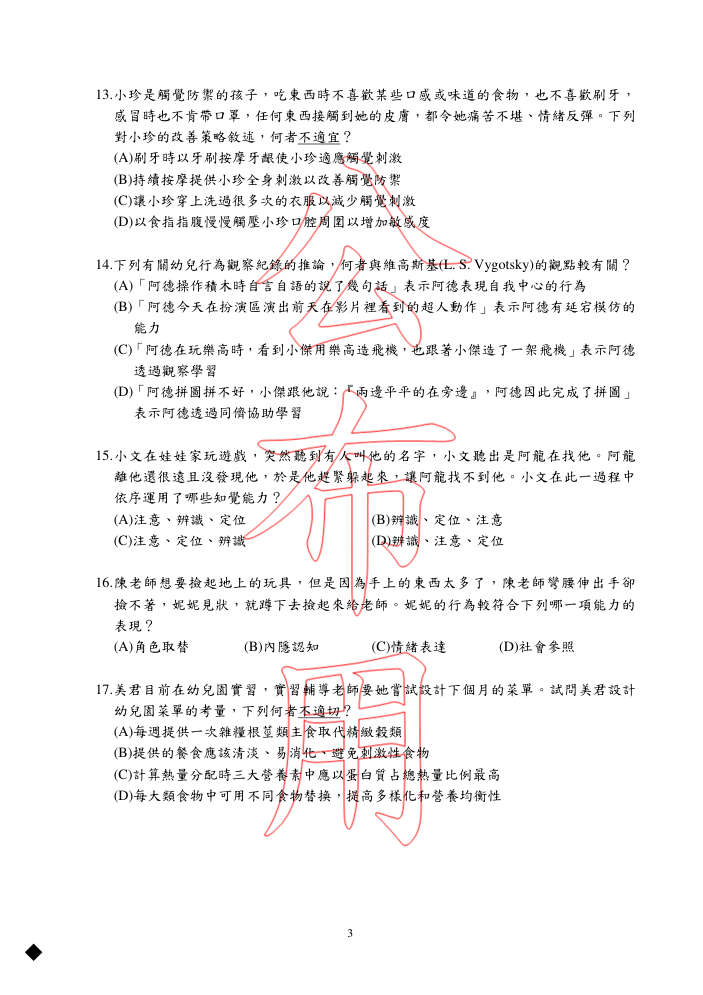 13.小珍是觸覺防禦的孩子，吃東西時不喜歡某些口感或味道的食物，也不喜歡刷牙，
感冒時也不肯帶口罩，任何東西接觸到她的皮膚，都令她痛苦不堪、情緒反彈。下列
對小珍的改善策略敘述，何者不適宜？
(A)刷牙時以牙刷按摩牙齦使小珍適應觸覺刺激
(B)持續按摩提供小珍全身刺激以改善觸覺防禦
(C)讓小珍穿上洗過很多次的衣服以減少觸覺刺激
(D)以食指指腹慢慢觸壓小珍口腔周圍以增加敏感度
14.下列有關幼兒行為觀察紀錄的推論，何者與維高斯基(L. S. Vygotsky)的觀點較有關？
(A)「阿德操作積木時自言自語的說了幾句話」表示阿德表現自我中心的行為
(B)「阿德今天在扮演區演出前天在影片裡看到的超人動作」表示阿德有延宕模仿的
能力
(C)「阿德在玩樂高時，看到小傑用樂高造飛機，也跟著小傑造了一架飛機」表示阿德
透過觀察學習
(D)「阿德拼圖拼不好，小傑跟他說：『兩邊平平的在旁邊』，阿德因此完成了拼圖」
表示阿德透過同儕協助學習
15.小文在娃娃家玩遊戲，突然聽到有人叫他的名字，小文聽出是阿龍在找他。阿龍
離他還很遠且沒發現他，於是他趕緊躲起來，讓阿龍找不到他。小文在此一過程中
依序運用了哪些知覺能力？
(A)注意、辨識、定位 (B)辨識、定位、注意
(C)注意、定位、辨識 (D)辨識、注意、定位
16.陳老師想要撿起地上的玩具，但是因為手上的東西太多了，陳老師彎腰伸出手卻
撿不著，妮妮見狀，就蹲下去撿起來給老師。妮妮的行為較符合下列哪一項能力的
表現？
(A)角色取替 (B)內隱認知 (C)情緒表達 (D)社會參照
17.美君目前在幼兒園實習，實習輔導老師要她嘗試設計下個月的菜單。試問美君設計
幼兒園菜單的考量，下列何者不適切？
(A)每週提供一次雜糧根莖類主食取代精緻穀類
(B)提供的餐食應該清淡、易消化、避免刺激性食物
(C)計算熱量分配時三大營養素中應以蛋白質占總熱量比例最高
(D)每大類食物中可用不同食物替換，提高多樣化和營養均衡性
公布用
3